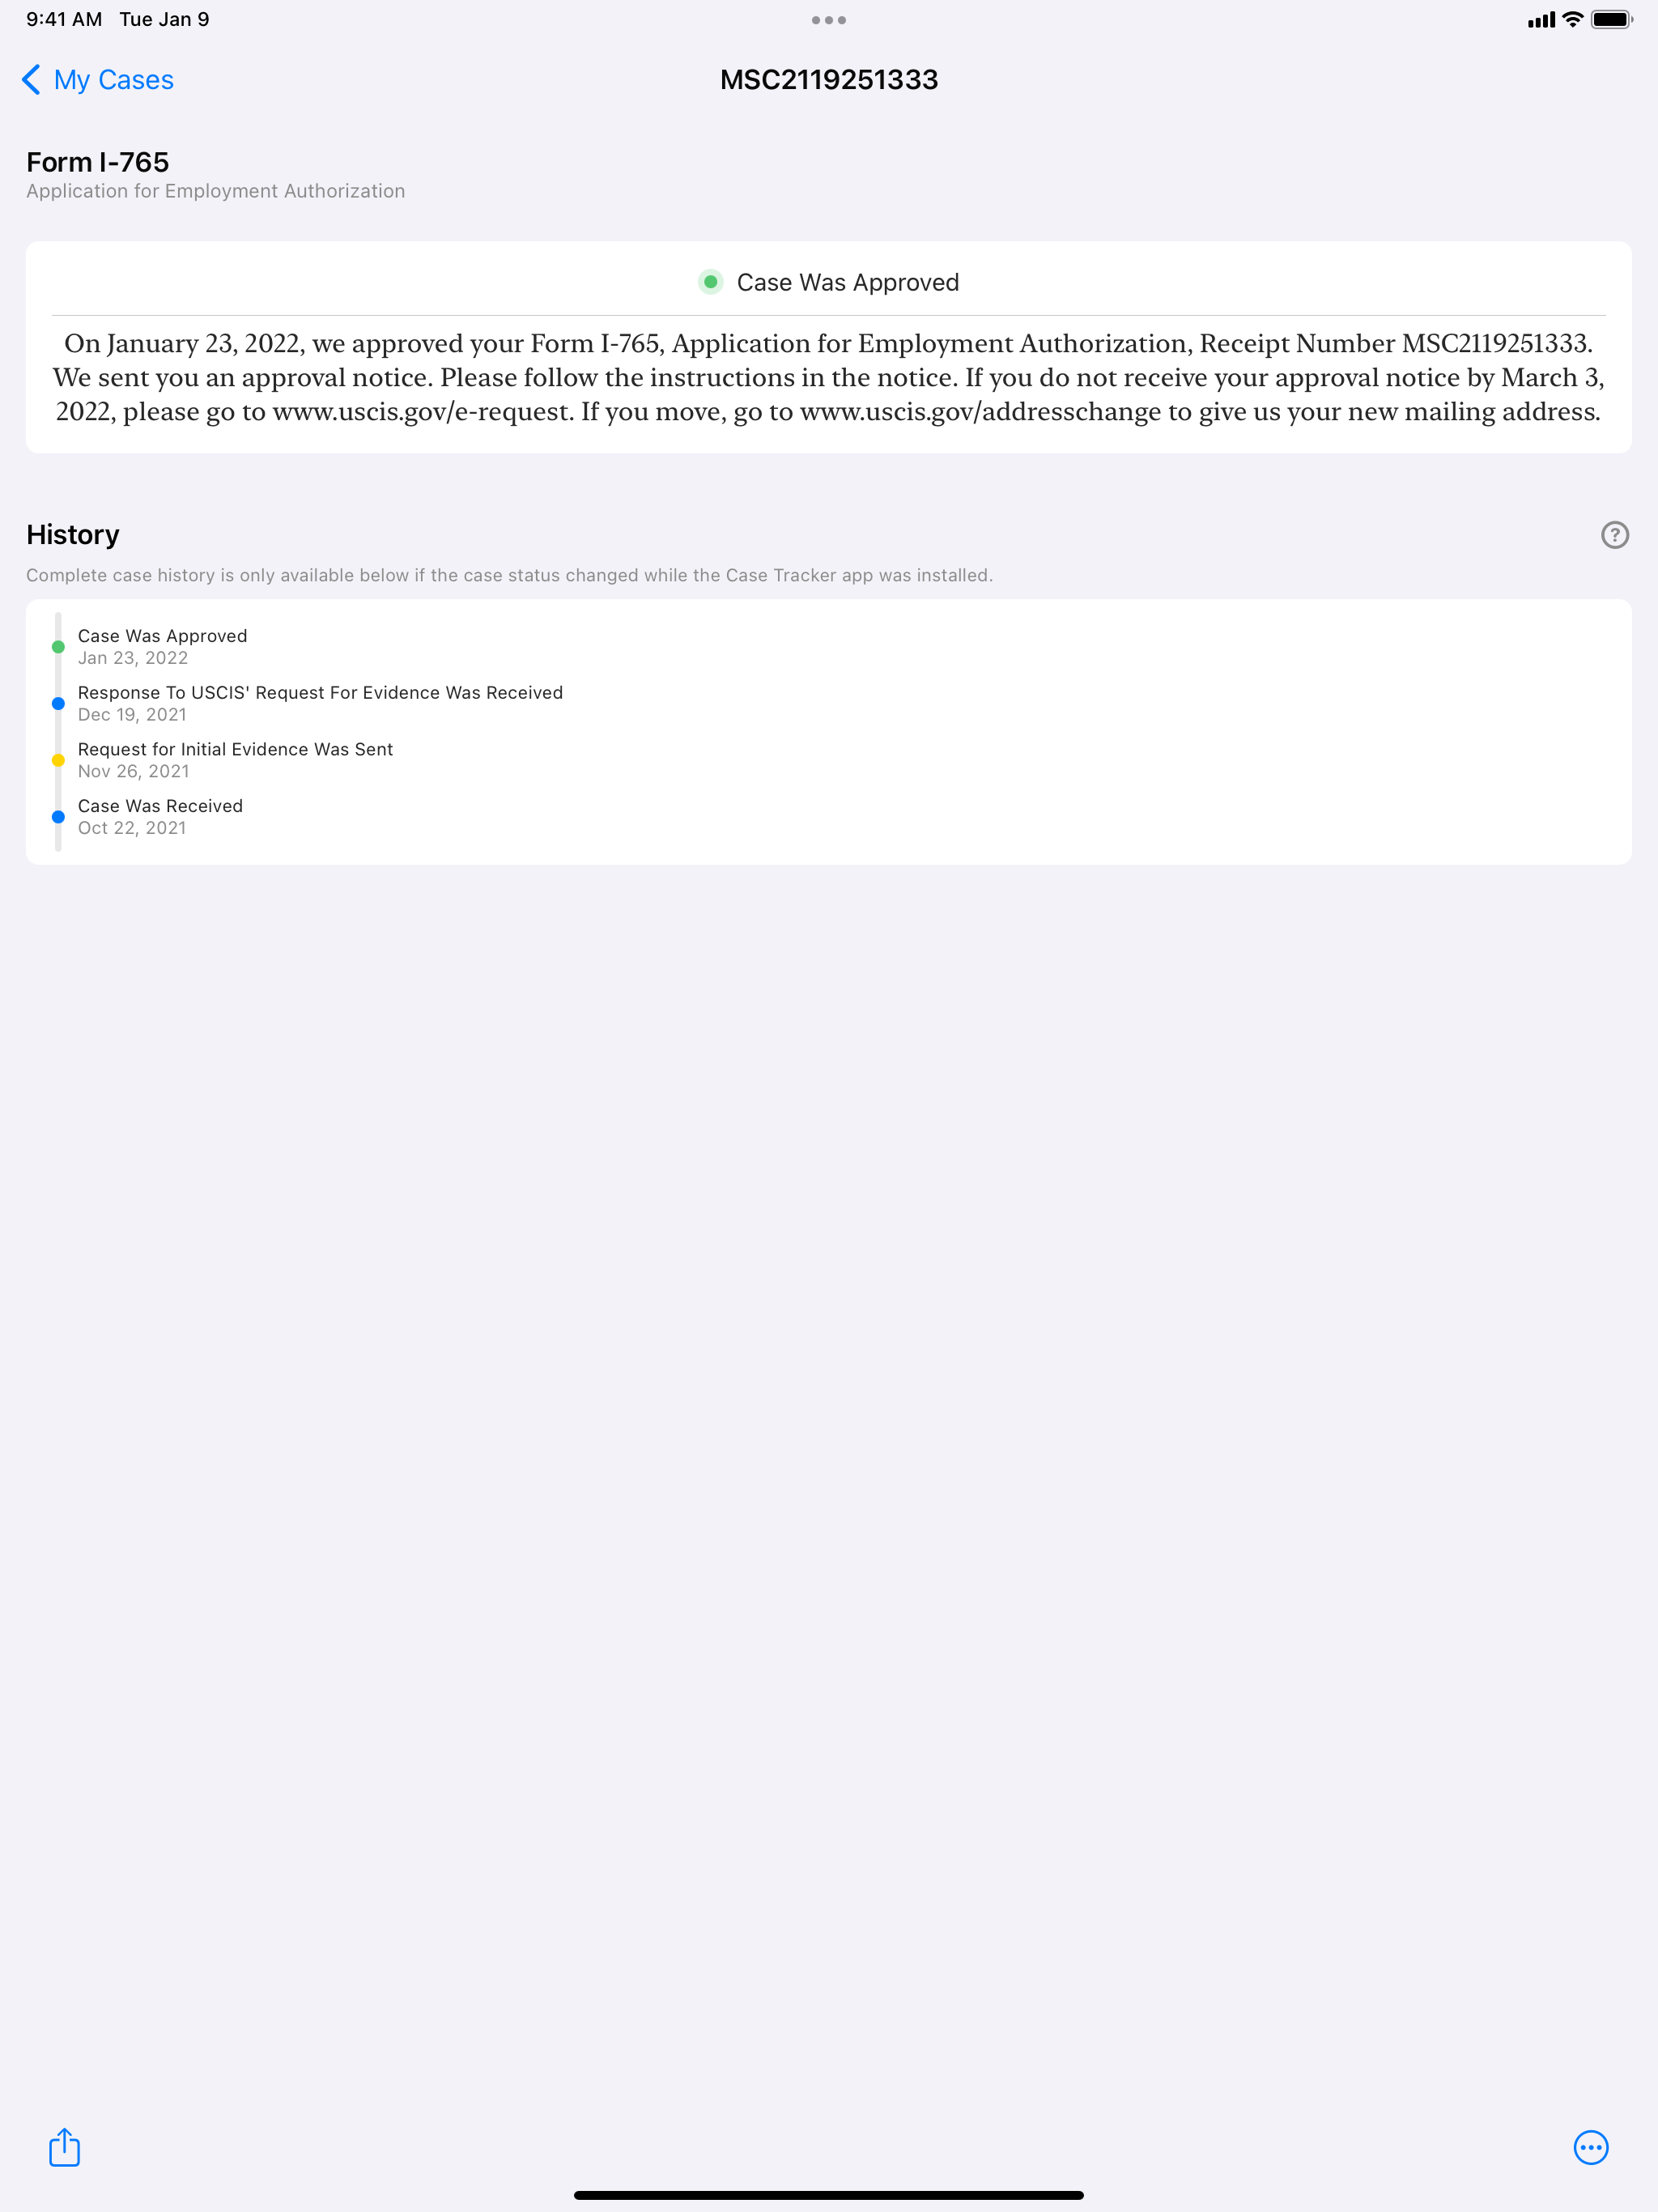 9:41 AM Tue Jan 9
My Cases
MSC2119251333
Form I-765
Application for Employment Authorization
Case Was Approved
On January 23, 2022, we approved your Form I-765, Application for Employment Authorization, Receipt Number MSC2119251333.
We sent you an approval notice. Please follow the instructions in the notice. If you do not receive your approval notice by March 3,
2022, please go to www.uscis.gov/e-request. If you move, go to www.uscis.gov/addresschange to give us your new mailing address.
History
?
Complete case history is only available below if the case status changed while the Case Tracker app was installed.
Case Was Approved
Jan 23, 2022
Response To USCIS' Request For Evidence Was Received
Dec 19, 2021
Request for Initial Evidence Was Sent
Nov 26, 2021
Case Was Received
Oct 22, 2021